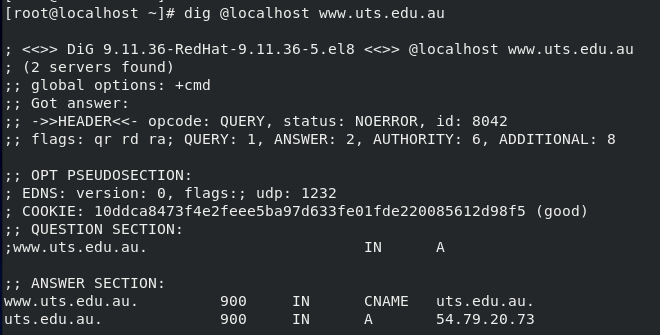 [root@localhost ~]# dig @localhost www.uts.edu.au

; <<>> DiG 9.11.36-RedHat-9.11.36-5.el8 <<>> @localhost www.uts.edu.au
; (2 servers found)
;; global options: +cmd
;; Got answer:
;; ->>HEADER<<- opcode: QUERY, status: NOERROR, id: 8042
;; flags: qr rd ra; QUERY: 1, ANSWER: 2, AUTHORITY: 6, ADDITIONAL: 8

;; OPT PSEUDOSECTION:
; EDNS: version: 0, flags:; udp: 1232
; COOKIE: 10ddca8473f4e2feee5ba97d633fe01fde220085612d98f5 (good)
;; QUESTION SECTION:
;www.uts.edu.au. IN A

;; ANSWER SECTION:
www.uts.edu.au. 900 IN CNAME uts.edu.au.
uts.edu.au. 900 IN A 54.79.20.73